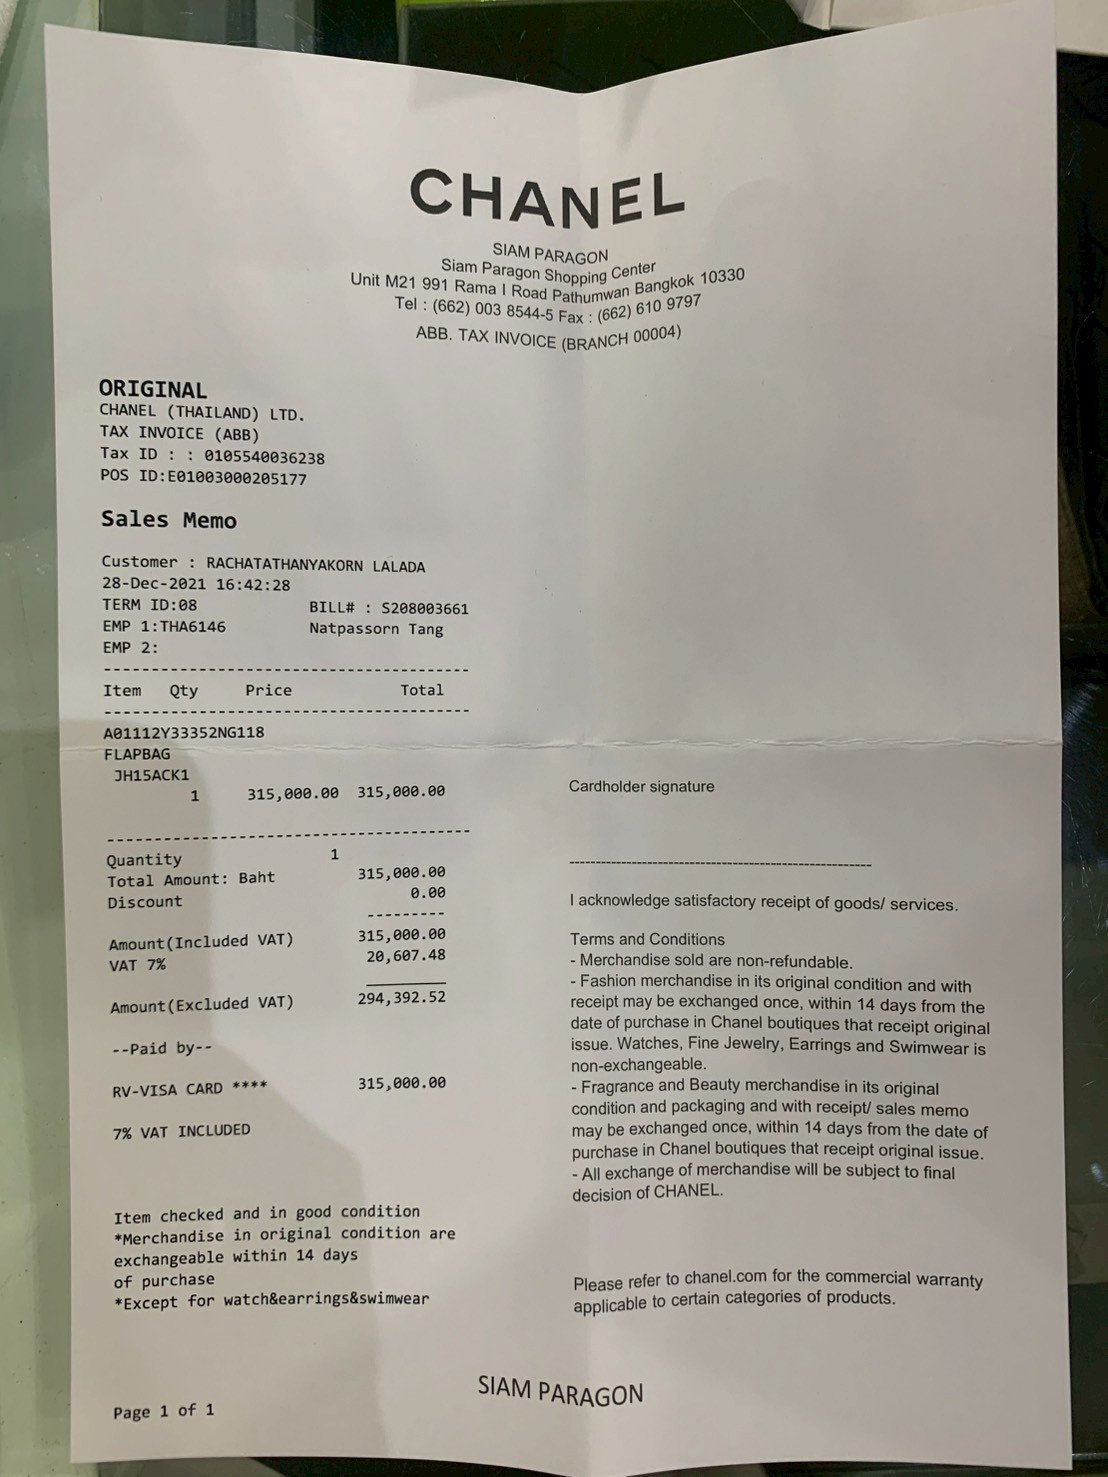 CHANEL
SIAM PARAGON
Siam Paragon Shopping Center
Unit M21 991 Rama I Road Pathumwan Bangkok 10330
Tel : (662) 003 8544-5 Fax : (662) 610 9797
ABB. TAX INVOICE (BRANCH 00004)
ORIGINAL
CHANEL (THAILAND) LTD.
TAX INVOICE (ABB)
Tax ID : : 0105540036238
POS ID:E01003000205177
Sales Memo
Customer : RACHATATHANYAKORN LALADA
28-Dec-2021 16:42:28
TERM ID:08 BILL# : S208003661
EMP 1:THA6146 Natpassorn Tang
EMP 2:
---------------------------------------
Item Qty Price Total
---------------------------------------
A01112Y33352NG118
FLAPBAG
JH15ACK1
1 315,000.00 315,000.00
---------------------------------------
Quantity 1
Total Amount: Baht 315,000.00
Discount 0.00
---------
Amount(Included VAT) 315,000.00
VAT 7% 20,607.48
Amount(Excluded VAT) 294,392.52
--Paid by--
RV-VISA CARD **** 315,000.00
7% VAT INCLUDED
Item checked and in good condition
*Merchandise in original condition are
exchangeable within 14 days
of purchase
*Except for watch&earrings&swimwear
Page 1 of 1
Cardholder signature
------------------------------------------------------------
I acknowledge satisfactory receipt of goods/ services.
Terms and Conditions
- Merchandise sold are non-refundable.
- Fashion merchandise in its original condition and with
receipt may be exchanged once, within 14 days from the
date of purchase in Chanel boutiques that receipt original
issue. Watches, Fine Jewelry, Earrings and Swimwear is
non-exchangeable.
- Fragrance and Beauty merchandise in its original
condition and packaging and with receipt/ sales memo
may be exchanged once, within 14 days from the date of
purchase in Chanel boutiques that receipt original issue.
- All exchange of merchandise will be subject to final
decision of CHANEL.
Please refer to chanel.com for the commercial warranty
applicable to certain categories of products.
SIAM PARAGON